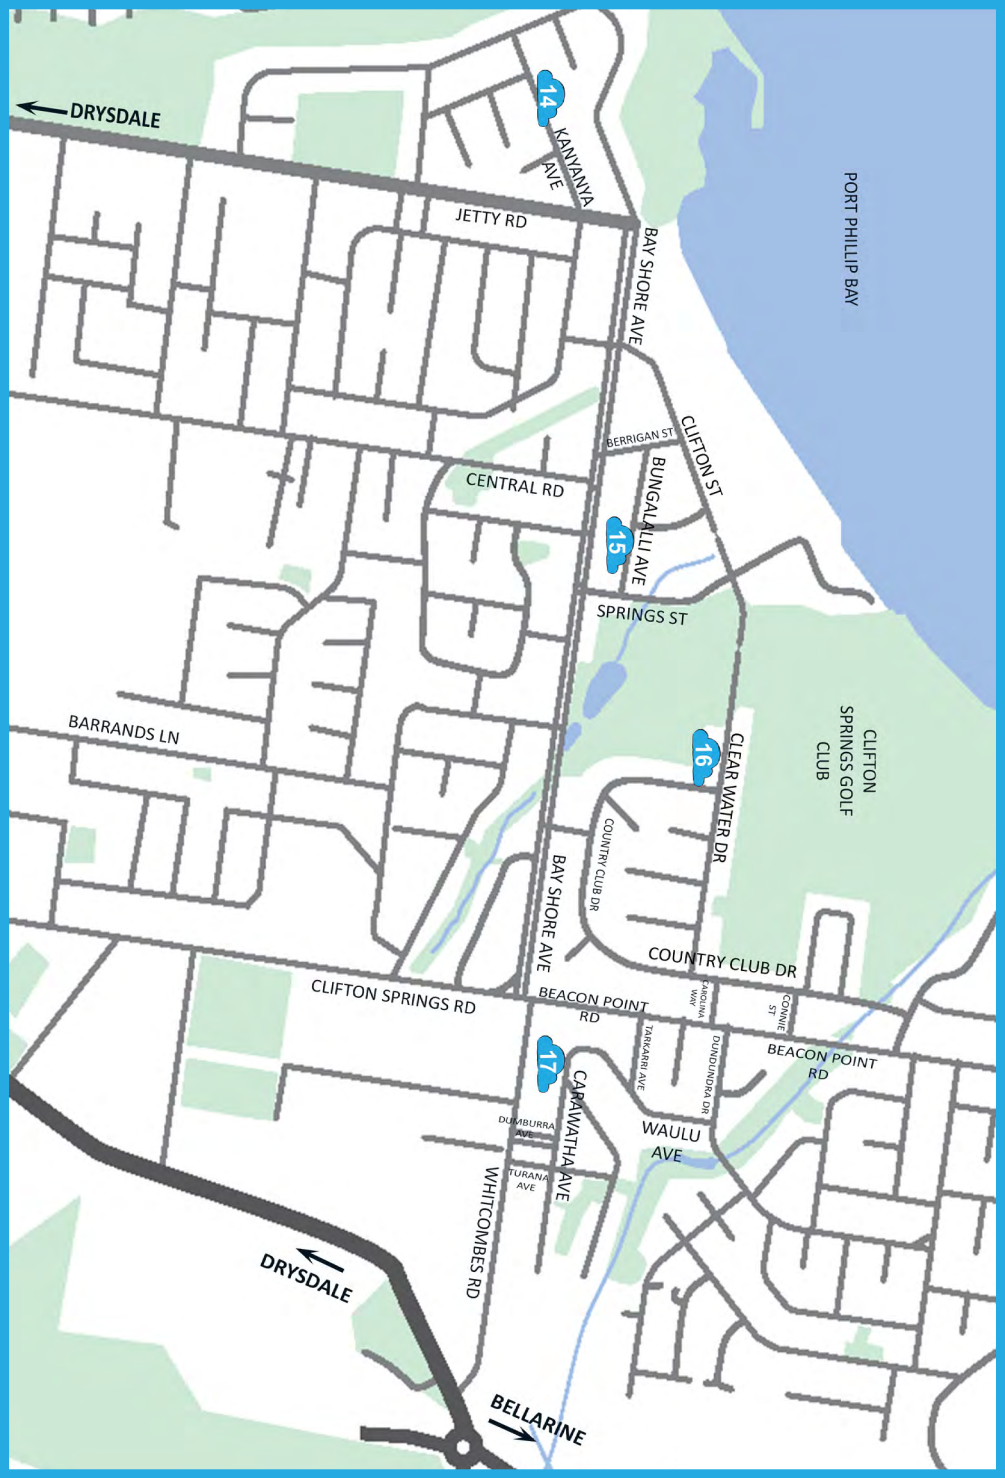 DRYSDALE
14
KANYANYA
AVE
JETTY RD
BAY SHORE AVE
PORT PHILLIP BAY
CLIFTON ST
BERRIGAN ST
BUNGALALLI AVE
CENTRAL RD
15
SPRINGS ST
BARRANDS LN
16
CLEAR WATER DR
CLIFTON
SPRINGS GOLF
CLUB
COUNTRY CLUB DR
BAY SHORE AVE
COUNTRY CLUB DR
CLIFTON SPRINGS RD
BEACON POINT
RD
CAROLINA
WAY
CONNIE
ST
TARKARRI AVE
DUNDUNDRA DR
BEACON POINT
RD
17
CARAWATHA AVE
DUMBURRA
AVE
WAULU
AVE
TURANA
AVE
WHITCOMBES RD
DRYSDALE
BELLARINE